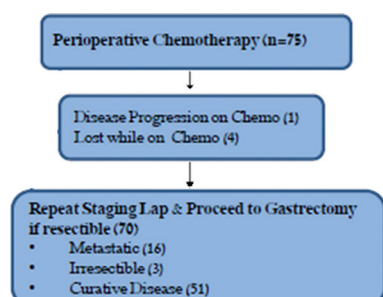 Perioperative Chemotherapy (n=75)
Disease Progression on Chemo (1)
Lost while on Chemo (4)
Repeat Staging Lap & Proceed to Gastrectomy
if resectible (70)
• Metastatic (16)
• Irresectible (3)
• Curative Disease (51)